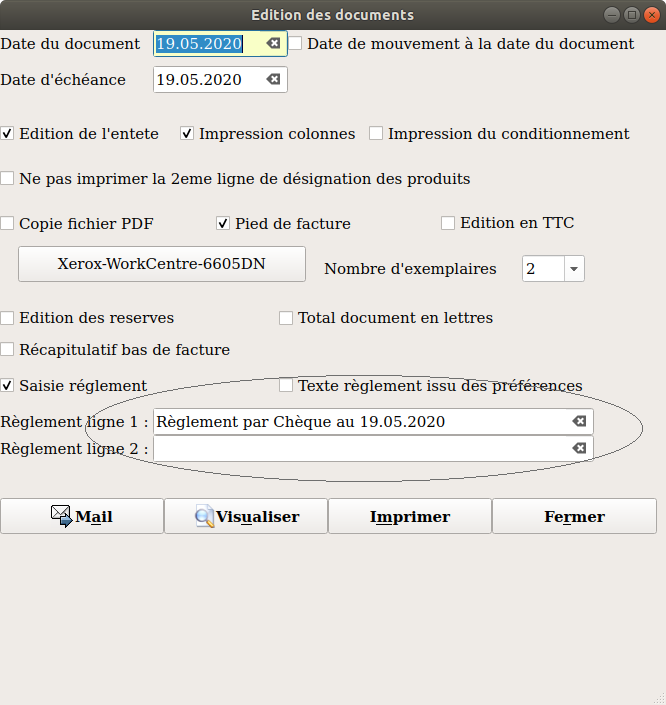 Edition des documents
Date du document 19.05.2020 Date de mouvement à la date du document
Date d'échéance 19.05.2020
Edition de l'entete Impression colonnes Impression du conditionnement
Ne pas imprimer la 2eme ligne de désignation des produits
Copie fichier PDF Pied de facture Edition en TTC
Xerox-WorkCentre-6605DN Nombre d'exemplaires 2
Edition des reserves Total document en lettres
Récapitulatif bas de facture
Saisie réglement Texte règlement issu des préférences
Règlement ligne 1 : Règlement par Chèque au 19.05.2020
Règlement ligne 2 :
Mail Visualiser Imprimer Fermer